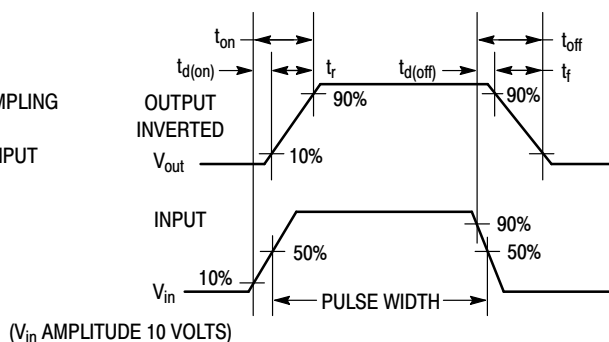 t_on t_off
t_d(on) t_r t_d(off) t_f
MPLING OUTPUT 90% 90%
INVERTED
NPUT V_out 10%
INPUT 90%
50% 50%
10%
V_in PULSE WIDTH
(V_in AMPLITUDE 10 VOLTS)